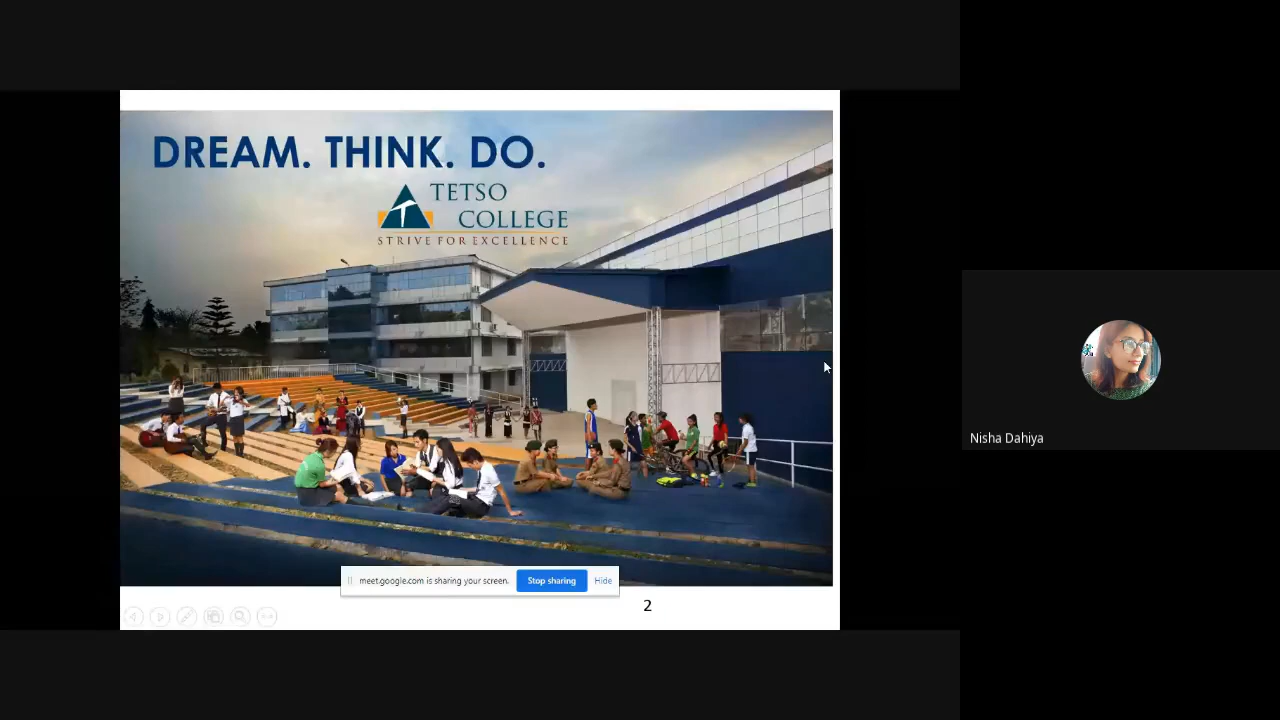 DREAM. THINK. DO.
TETSO
COLLEGE
STRIVE FOR EXCELLENCE
Nisha Dahiya
meet.google.com is sharing your screen.
Stop sharing
Hide
2